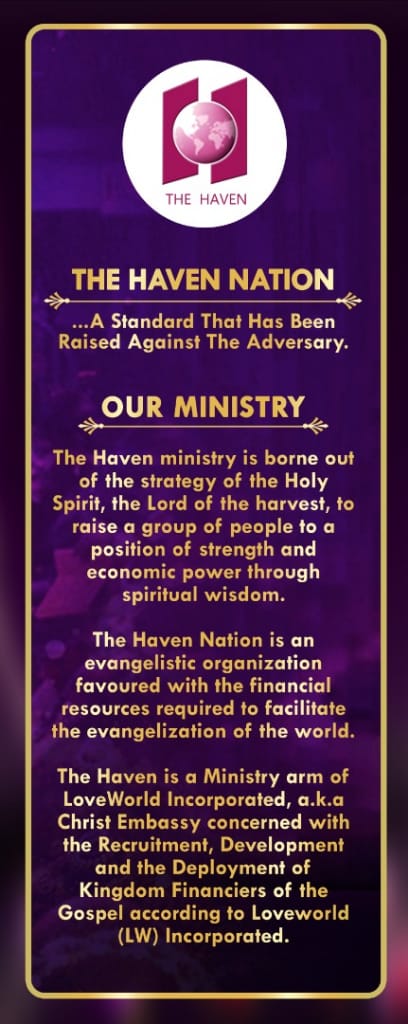 THE HAVEN
THE HAVEN NATION
...A Standard That Has Been
Raised Against The Adversary.
OUR MINISTRY
The Haven ministry is borne out
of the strategy of the Holy
Spirit, the Lord of the harvest, to
raise a group of people to a
position of strength and
economic power through
spiritual wisdom.
The Haven Nation is an
evangelistic organization
favoured with the financial
resources required to facilitate
the evangelization of the world.
The Haven is a Ministry arm of
LoveWorld Incorporated, a.k.a
Christ Embassy concerned with
the Recruitment, Development
and the Deployment of
Kingdom Financiers of the
Gospel according to Loveworld
(LW) Incorporated.